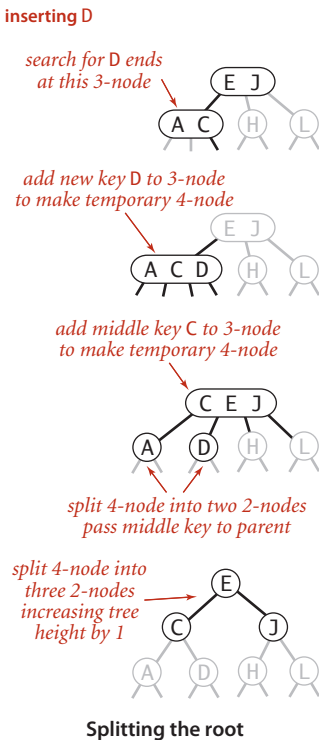 inserting D
search for D ends
at this 3-node
E J
A C H L
add new key D to 3-node
to make temporary 4-node
E J
A C D H L
add middle key C to 3-node
to make temporary 4-node
C E J
A D H L
split 4-node into two 2-nodes
pass middle key to parent
split 4-node into
three 2-nodes
increasing tree
height by 1
E
C J
A D H L
Splitting the root